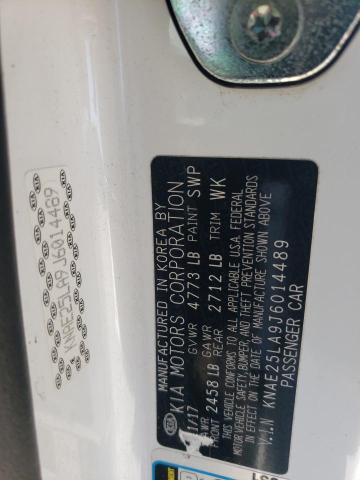 KNAE25LA9J6014489
MANUFACTURED IN KOREA BY
KIA MOTORS CORPORATION
11/17 GVWR 4773 LB PAINT SWP
GAWR GAWR
FRONT 2458 LB REAR 2712 LB TRIM WK
THIS VEHICLE CONFORMS TO ALL APPLICABLE U.S.A. FEDERAL
MOTOR VEHICLE SAFETY, BUMPER, AND THEFT PREVENTION STANDARDS
IN EFFECT ON THE DATE OF MANUFACTURE SHOWN ABOVE
V.I.N KNAE25LA9J6014489
PASSENGER CAR